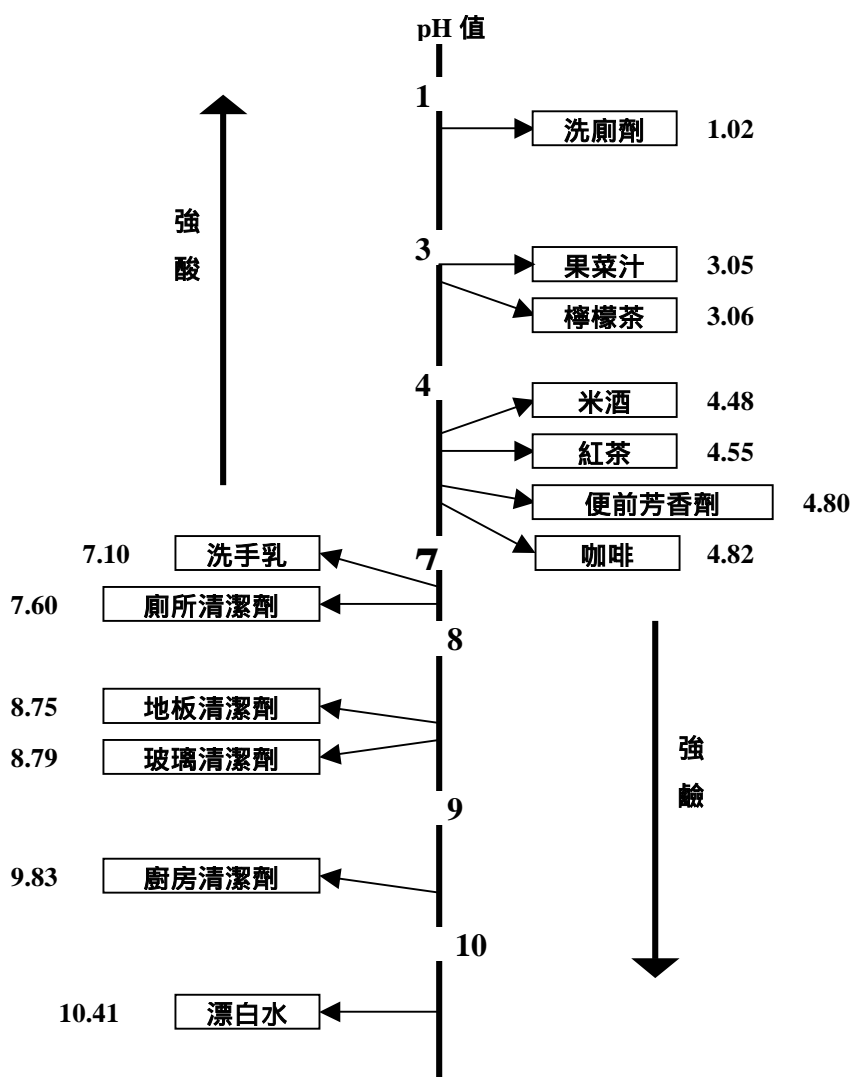 pH 值
1
洗廁劑 1.02
強
酸
3
果菜汁 3.05
檸檬茶 3.06
4
米酒 4.48
紅茶 4.55
便前芳香劑 4.80
7.10 洗手乳
7
咖啡 4.82
7.60 廁所清潔劑
8
8.75 地板清潔劑
8.79 玻璃清潔劑
強
鹼
9
9.83 廚房清潔劑
10
10.41 漂白水